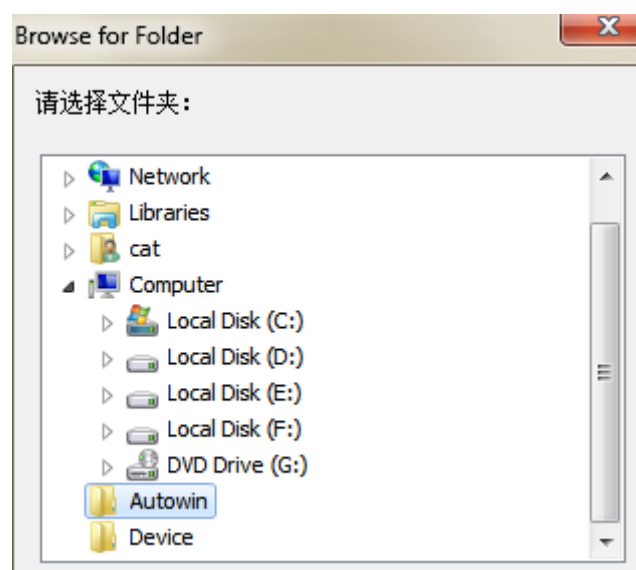 Browse for Folder
请选择文件夹:
Network
Libraries
cat
Computer
Local Disk (C:)
Local Disk (D:)
Local Disk (E:)
Local Disk (F:)
DVD Drive (G:)
Autowin
Device